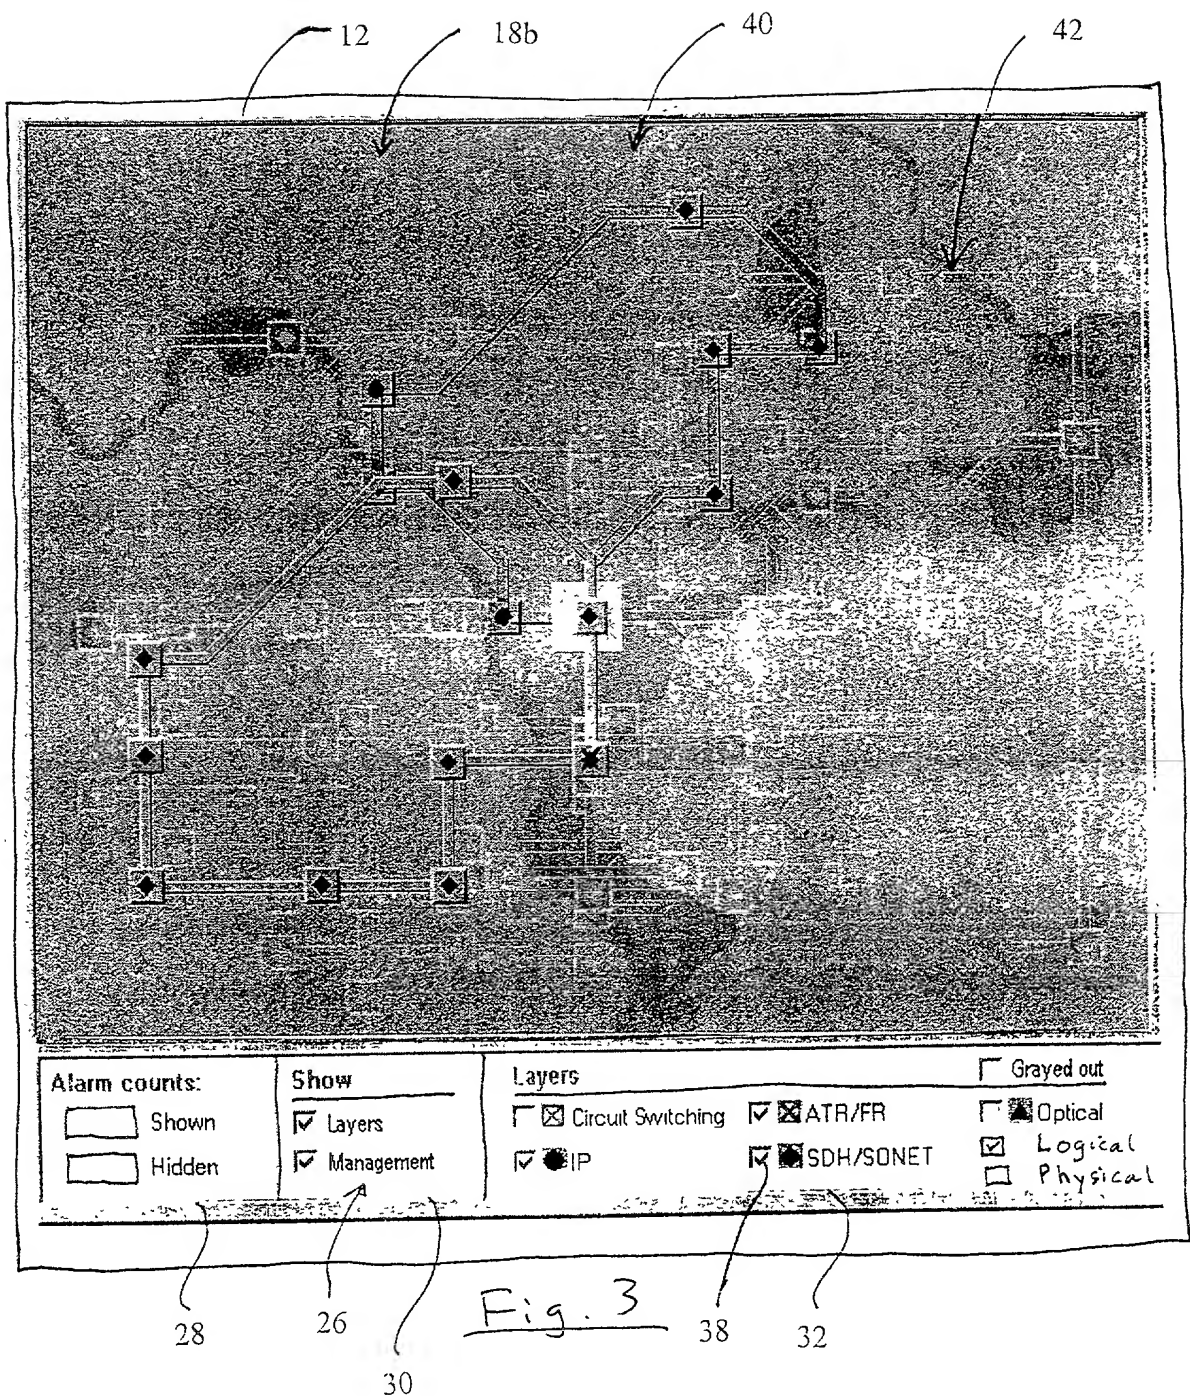 12
18b
40
42
Alarm counts:
Shown
Hidden
Show
Layers
Management
Layers
Grayed out
Circuit Switching
ATR/FR
Optical
IP
SDH/SONET
Logical
Physical
28
26
30
Fig. 3
38
32